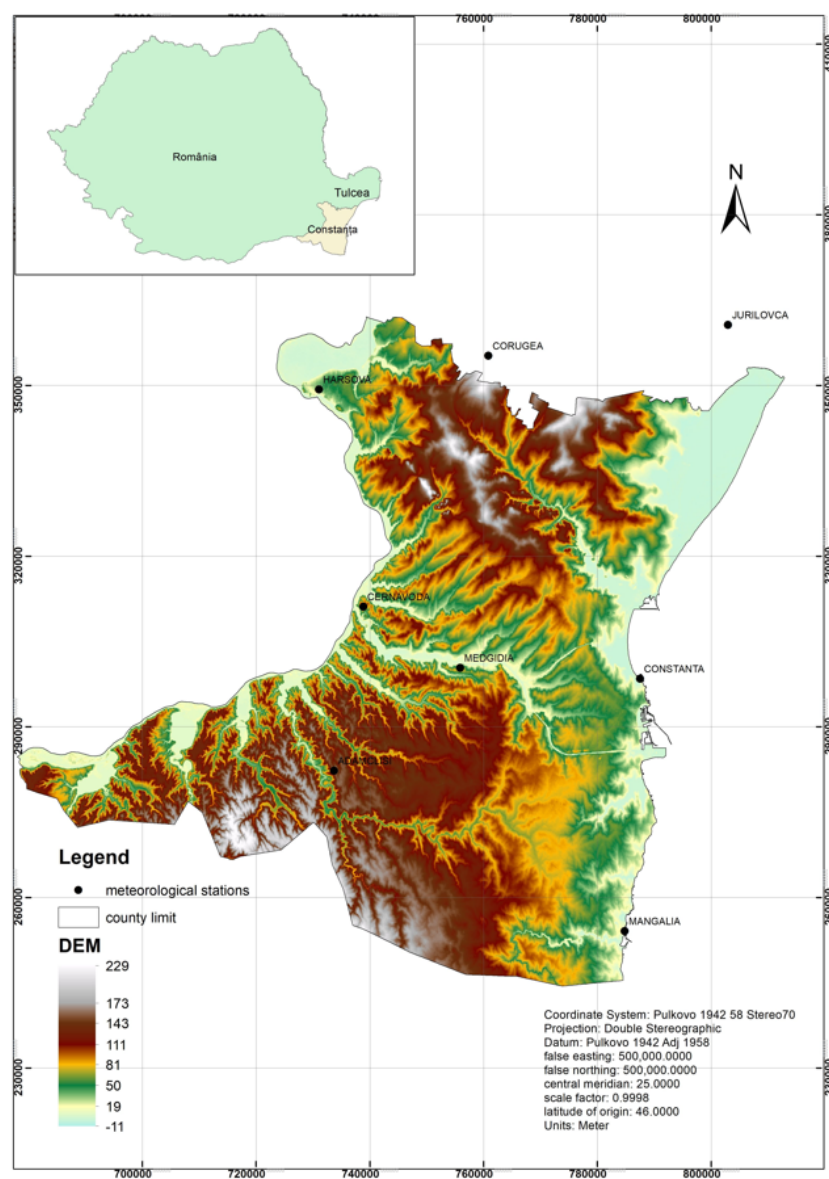 740000
760000
780000
800000
România
Tulcea
Constanța
N
JURILOVCA
CORUGEA
HARSOVA
350000
320000
CERNAVODA
MEDGIDIA
CONSTANTA
290000
290000
ADAMCLISI
Legend
meteorological stations
county limit
DEM
229
173
143
111
81
50
19
-11
260000
MANGALIA
Coordinate System: Pulkovo 1942 58 Stereo70
Projection: Double Stereographic
Datum: Pulkovo 1942 Adj 1958
false easting: 500,000.0000
false northing: 500,000.0000
central meridian: 25.0000
scale factor: 0.9998
latitude of origin: 46.0000
Units: Meter
230000
700000
720000
740000
760000
780000
800000